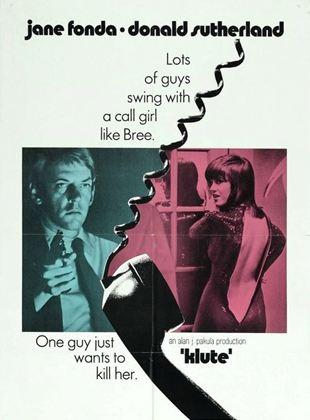 jane fonda • donald sutherland
Lots
of guys
swing with
a call girl
like Bree.
One guy just
wants to
kill her.
an alan j. pakula production
'klute'